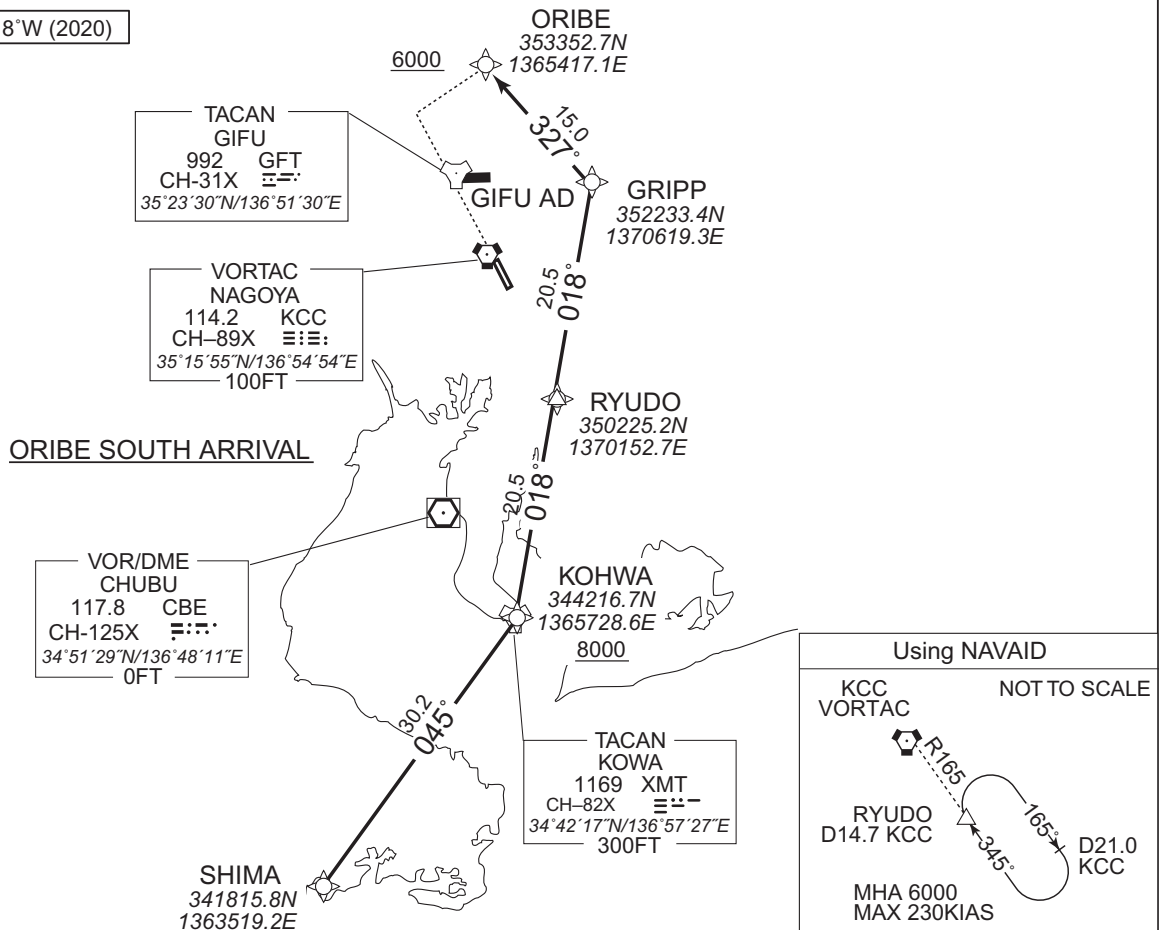 8°W (2020)
ORIBE
353352.7N
1365417.1E
6000
TACAN
GIFU
992 GFT
CH-31X
35°23′30″N/136°51′30″E
15.0
327°
GIFU AD
GRIPP
352233.4N
1370619.3E
VORTAC
NAGOYA
114.2 KCC
CH–89X
35°15′55″N/136°54′54″E
100FT
20.5
018°
RYUDO
350225.2N
1370152.7E
ORIBE SOUTH ARRIVAL
20.5
018°
VOR/DME
CHUBU
117.8 CBE
CH-125X
34°51′29″N/136°48′11″E
0FT
KOHWA
344216.7N
1365728.6E
8000
30.2
045°
TACAN
KOWA
1169 XMT
CH–82X
34°42′17″N/136°57′27″E
300FT
SHIMA
341815.8N
1363519.2E
Using NAVAID
NOT TO SCALE
KCC
VORTAC
R165
RYUDO
D14.7 KCC
165°
345°
D21.0
KCC
MHA 6000
MAX 230KIAS